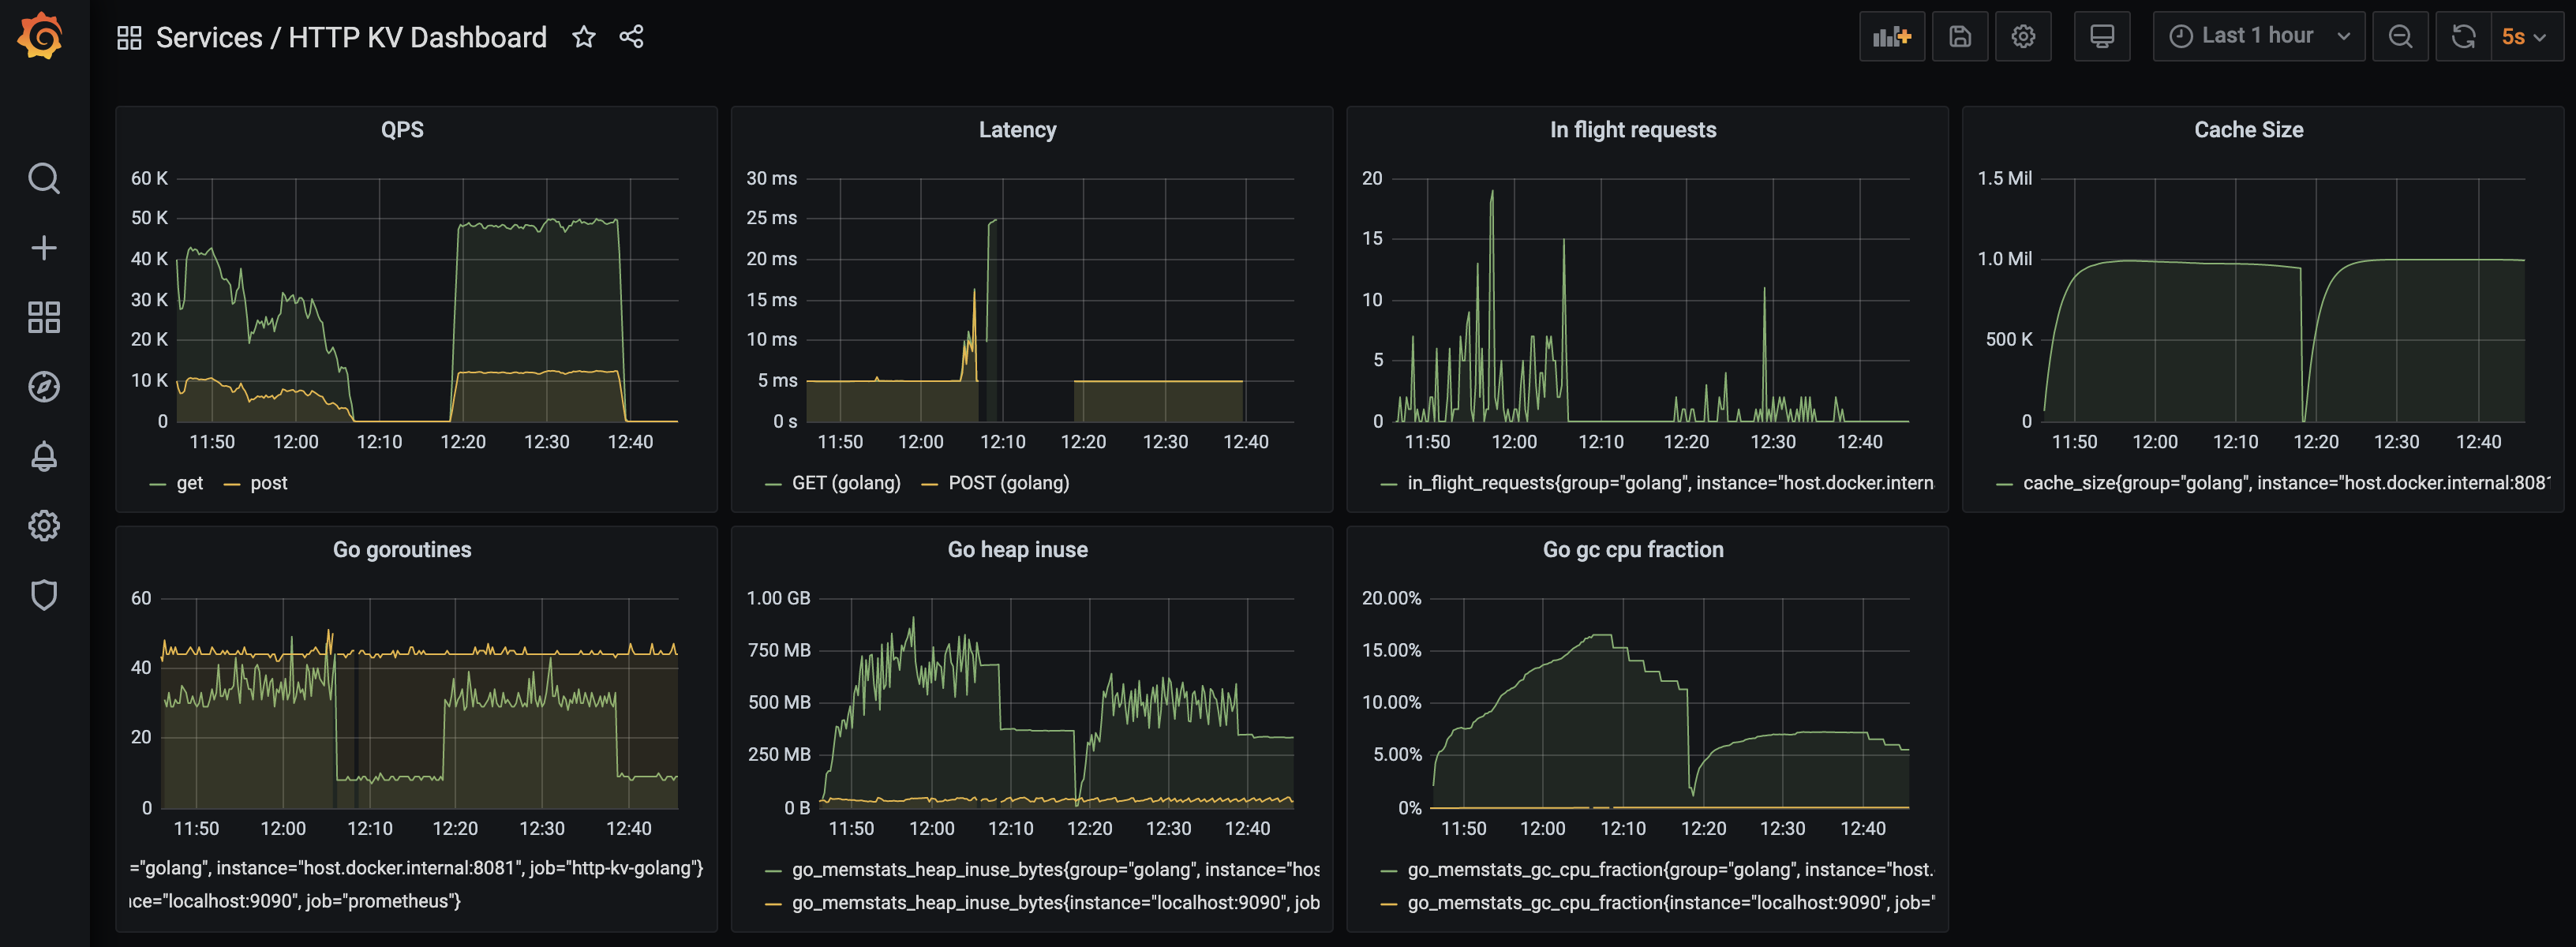 Services / HTTP KV Dashboard
Last 1 hour
5s
QPS
60 K
50 K
40 K
30 K
20 K
10 K
0
11:50 12:00 12:10 12:20 12:30 12:40
get post
Latency
30 ms
25 ms
20 ms
15 ms
10 ms
5 ms
0 s
11:50 12:00 12:10 12:20 12:30 12:40
GET (golang) POST (golang)
In flight requests
20
15
10
5
0
11:50 12:00 12:10 12:20 12:30 12:40
in_flight_requests{group="golang", instance="host.docker.intern
Cache Size
1.5 Mil
1.0 Mil
500 K
0
11:50 12:00 12:10 12:20 12:30 12:40
cache_size{group="golang", instance="host.docker.internal:8081
Go goroutines
60
40
20
0
11:50 12:00 12:10 12:20 12:30 12:40
="golang", instance="host.docker.internal:8081", job="http-kv-golang"}
nce="localhost:9090", job="prometheus"}
Go heap inuse
1.00 GB
750 MB
500 MB
250 MB
0 B
11:50 12:00 12:10 12:20 12:30 12:40
go_memstats_heap_inuse_bytes{group="golang", instance="hos
go_memstats_heap_inuse_bytes{instance="localhost:9090", job
Go gc cpu fraction
20.00%
15.00%
10.00%
5.00%
0%
11:50 12:00 12:10 12:20 12:30 12:40
go_memstats_gc_cpu_fraction{group="golang", instance="host.
go_memstats_gc_cpu_fraction{instance="localhost:9090", job="